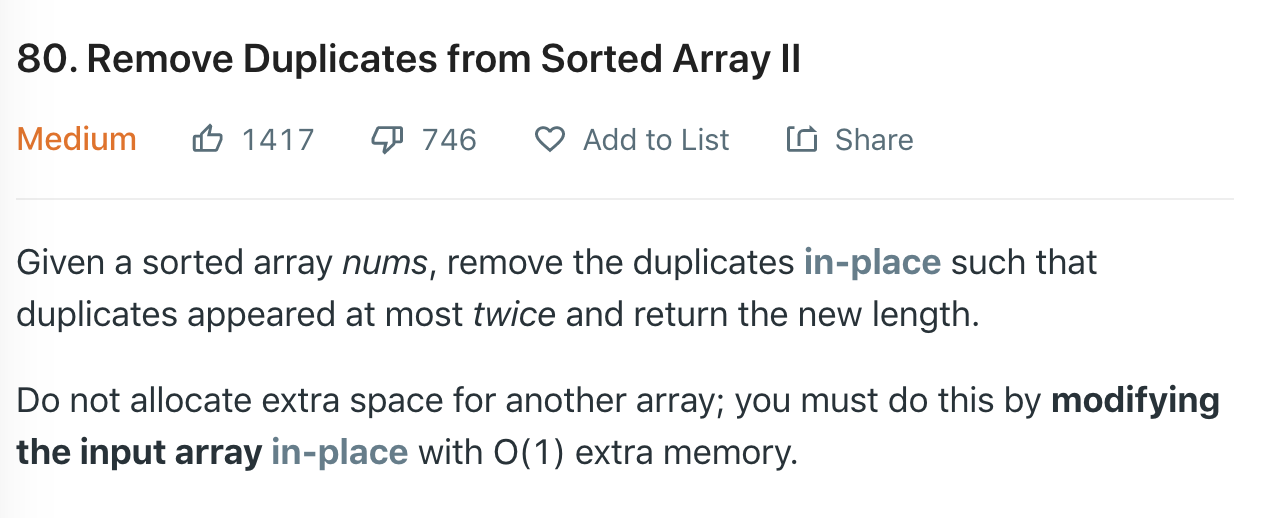 80. Remove Duplicates from Sorted Array II
Medium 1417 746 Add to List Share
Given a sorted array nums, remove the duplicates in-place such that
duplicates appeared at most twice and return the new length.
Do not allocate extra space for another array; you must do this by modifying
the input array in-place with O(1) extra memory.